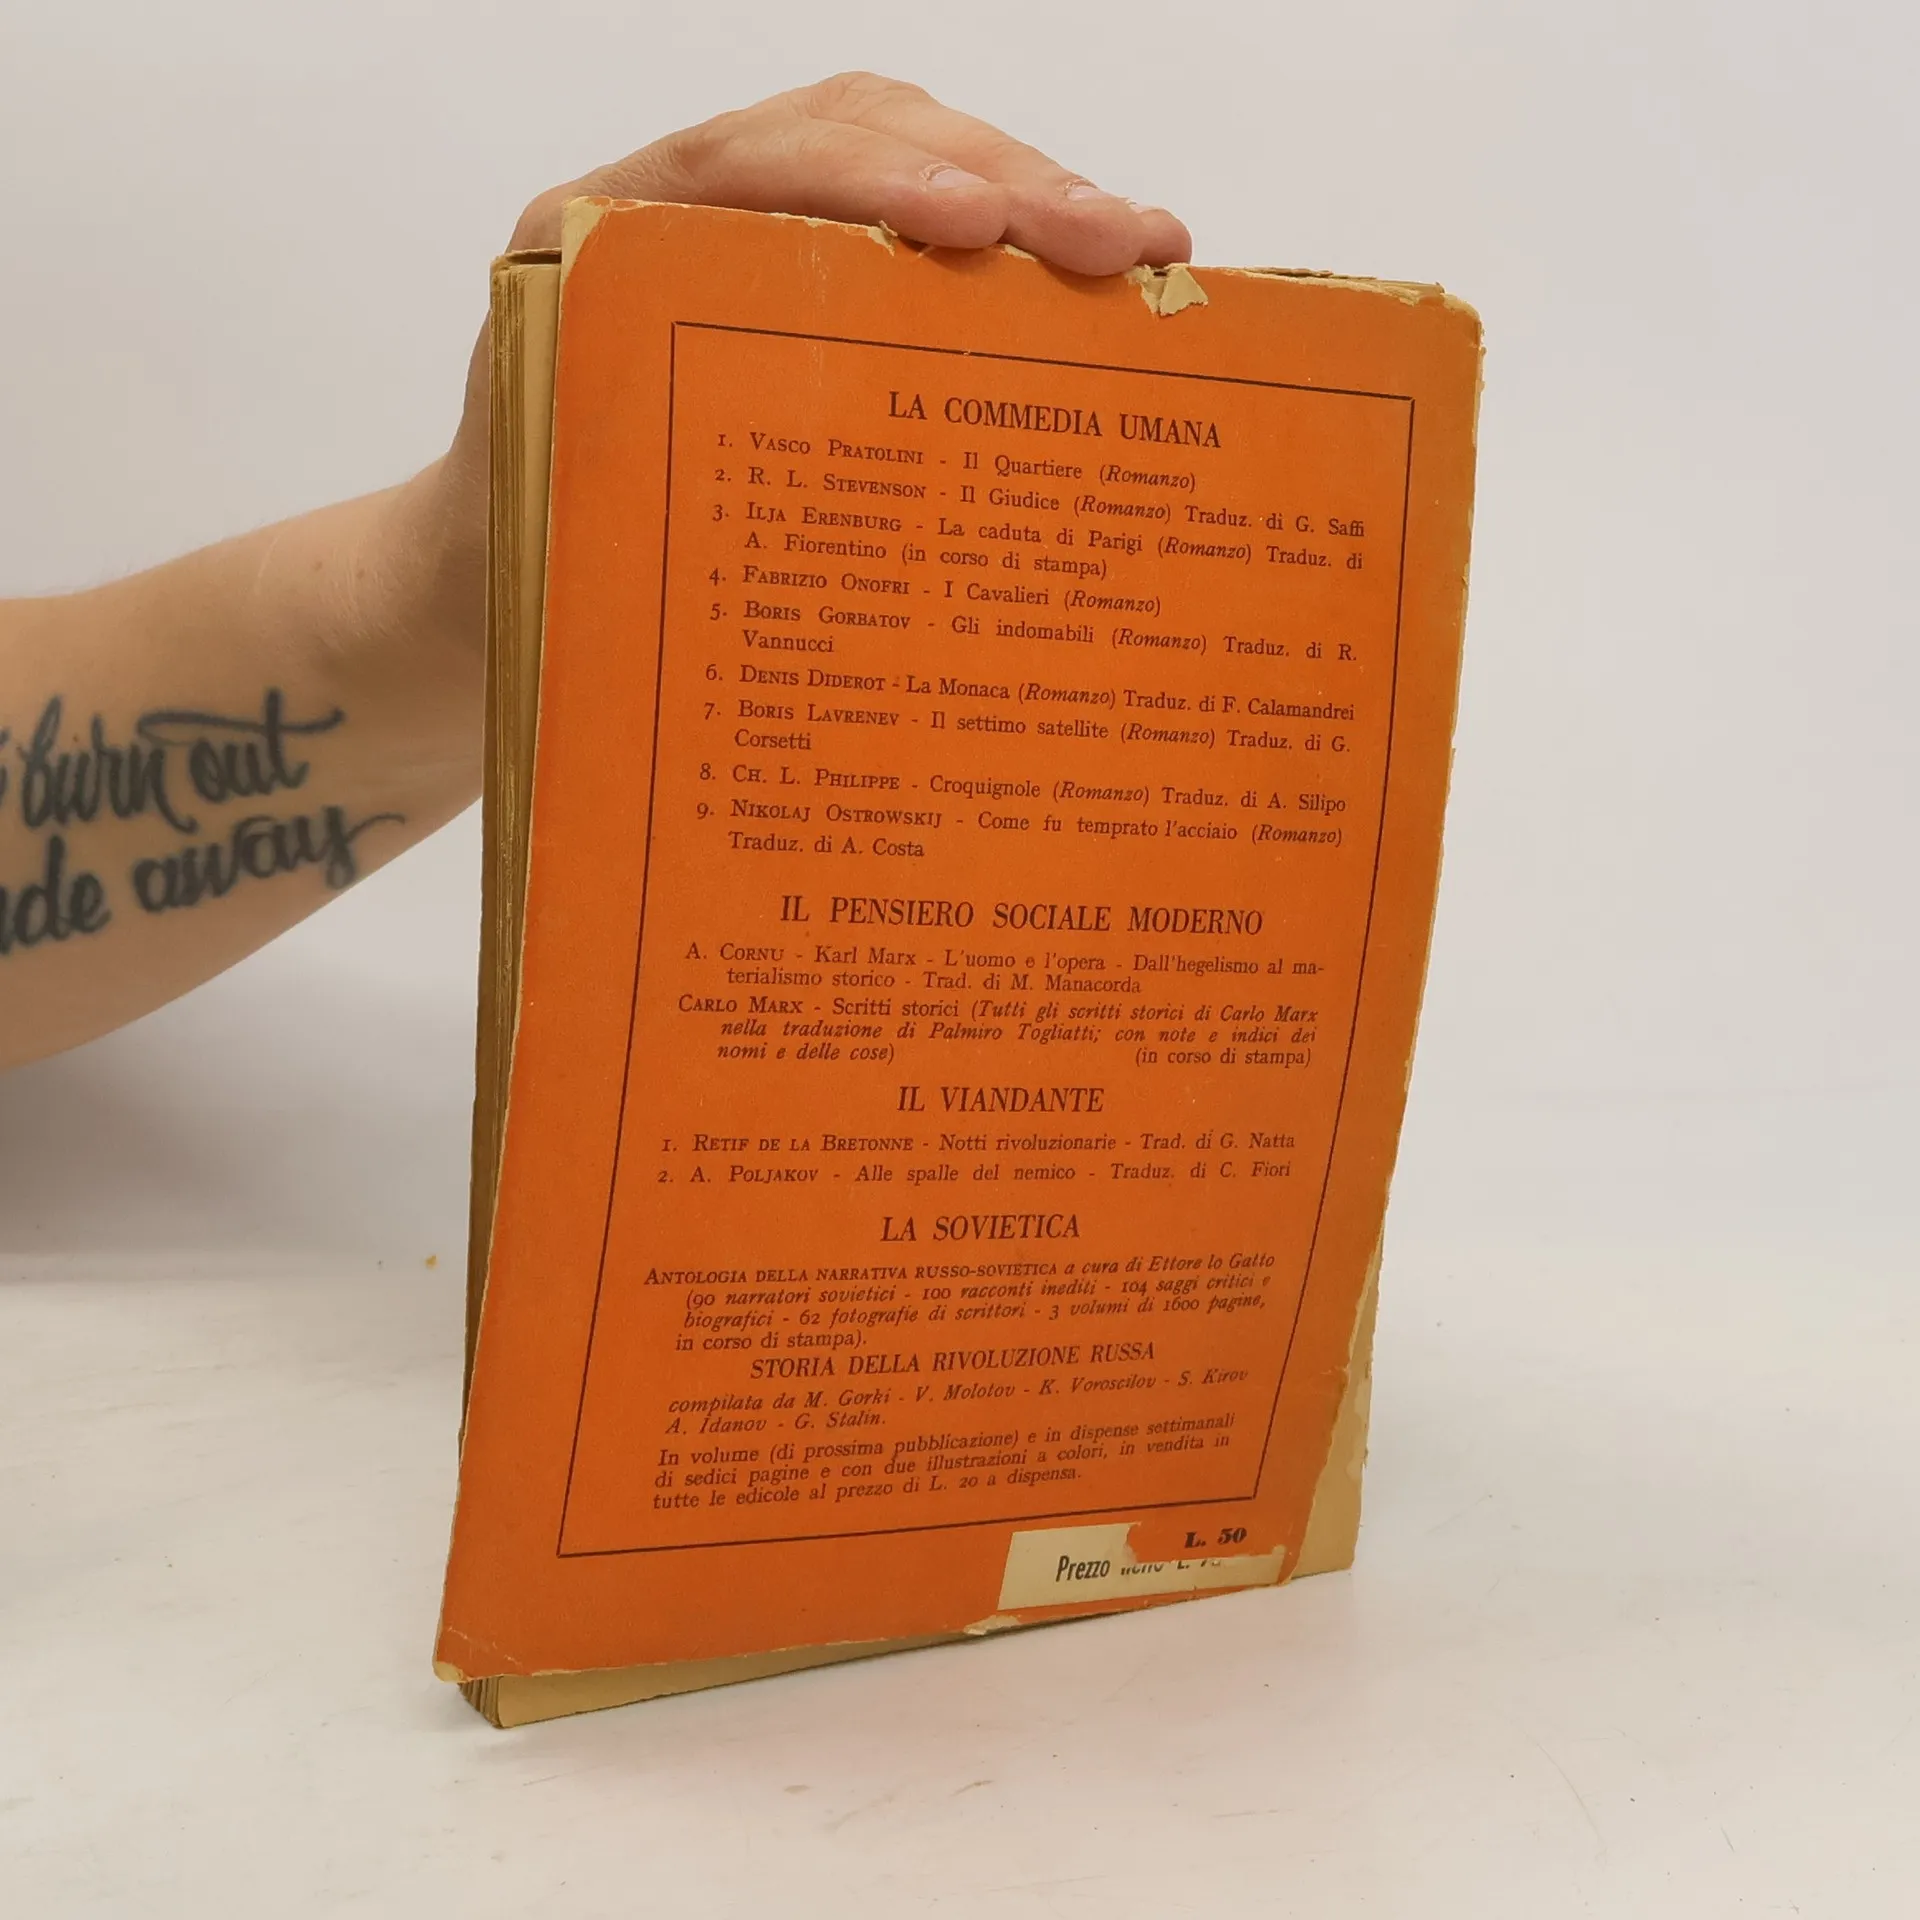 burn out
away
LA COMMEDIA UMANA
1. VASCO PRATOLINI - Il Quartiere (Romanzo)
2. R. L. STEVENSON - Il Giudice (Romanzo) Traduz. di G. Saffi
3. ILJA ERENBURG - La caduta di Parigi (Romanzo) Traduz. di
A. Fiorentino (in corso di stampa)
4. FABRIZIO ONOFRI - I Cavalieri (Romanzo)
5. BORIS GORBATOV - Gli indomabili (Romanzo) Traduz. di R.
Vannucci
6. DENIS DIDEROT - La Monaca (Romanzo) Traduz. di F. Calamandrei
7. BORIS LAVRENEV - Il settimo satellite (Romanzo) Traduz. di G.
Corsetti
8. CH. L. PHILIPPE - Croquignole (Romanzo) Traduz. di A. Silipo
9. NIKOLAJ OSTROWSKIJ - Come fu temprato l'acciaio (Romanzo)
Traduz. di A. Costa
IL PENSIERO SOCIALE MODERNO
A. CORNU - Karl Marx - L'uomo e l'opera - Dall'hegelismo al ma-
terialismo storico - Trad. di M. Manacorda
CARLO MARX - Scritti storici (Tutti gli scritti storici di Carlo Marx
nella traduzione di Palmiro Togliatti; con note e indici dei
nomi e delle cose) (in corso di stampa)
IL VIANDANTE
1. RETIF DE LA BRETONNE - Notti rivoluzionarie - Trad. di G. Natta
2. A. POLJAKOV - Alle spalle del nemico - Traduz. di C. Fiori
LA SOVIETICA
ANTOLOGIA DELLA NARRATIVA RUSSO-SOVIETICA a cura di Ettore lo Gatto
(90 narratori sovietici - 100 racconti inediti - 104 saggi critici e
biografici - 62 fotografie di scrittori - 3 volumi di 1600 pagine,
in corso di stampa).
STORIA DELLA RIVOLUZIONE RUSSA
compilata da M. Gorki - V. Molotov - K. Voroscilov - S. Kirov
A. Idanov - G. Stalin.
In volume (di prossima pubblicazione) e in dispense settimanali
di sedici pagine e con due illustrazioni a colori, in vendita in
tutte le edicole al prezzo di L. 20 a dispensa.
L. 50
Prezzo